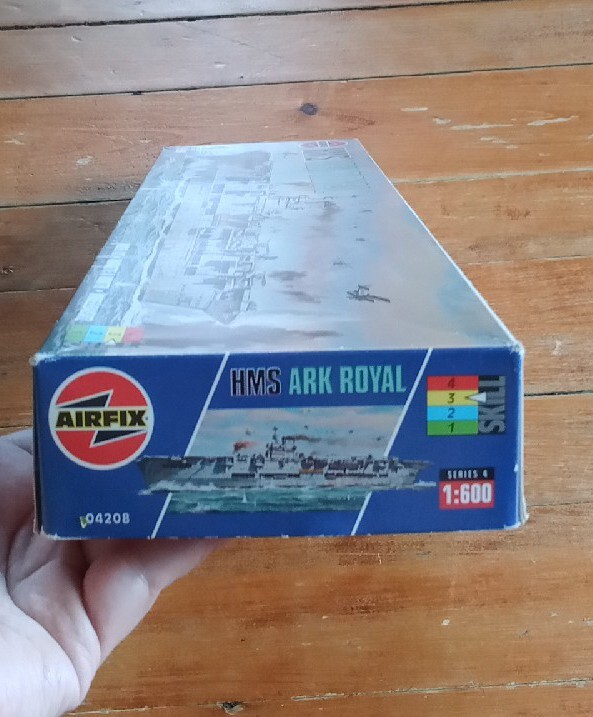 AIRFIX
HMS ARK ROYAL
4
3
2
1
SKILL
SERIES 4
1:600
04208